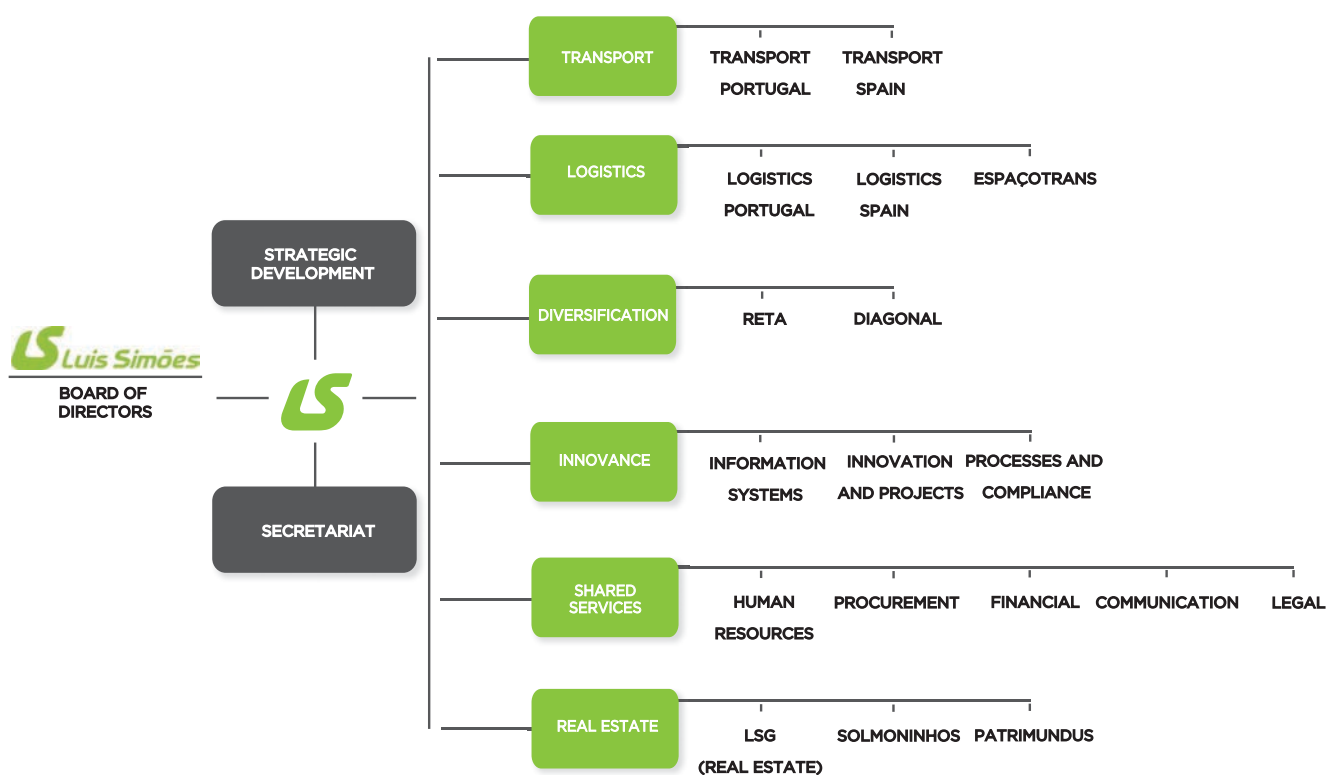 TRANSPORT
TRANSPORT
PORTUGAL
TRANSPORT
SPAIN
LOGISTICS
LOGISTICS
PORTUGAL
LOGISTICS
SPAIN
ESPAÇOTRANS
STRATEGIC
DEVELOPMENT
DIVERSIFICATION
RETA
DIAGONAL
LS Luis Simões
BOARD OF
DIRECTORS
LS
INNOVANCE
INFORMATION
SYSTEMS
INNOVATION
AND PROJECTS
PROCESSES AND
COMPLIANCE
SECRETARIAT
SHARED
SERVICES
HUMAN
RESOURCES
PROCUREMENT
FINANCIAL
COMMUNICATION
LEGAL
REAL ESTATE
LSG
(REAL ESTATE)
SOLMONINHOS
PATRIMUNDUS